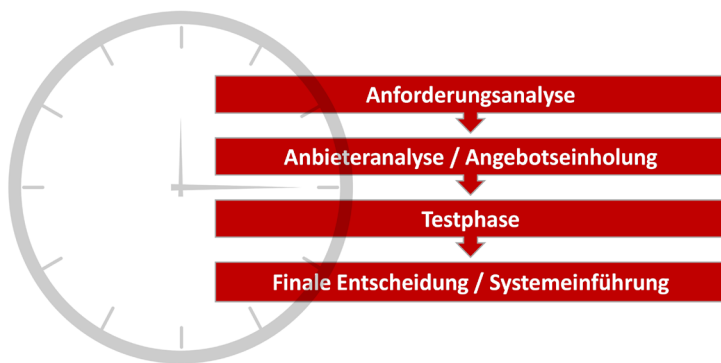 Anforderungsanalyse
Anbieteranalyse / Angebotseinholung
Testphase
Finale Entscheidung / Systemeinführung